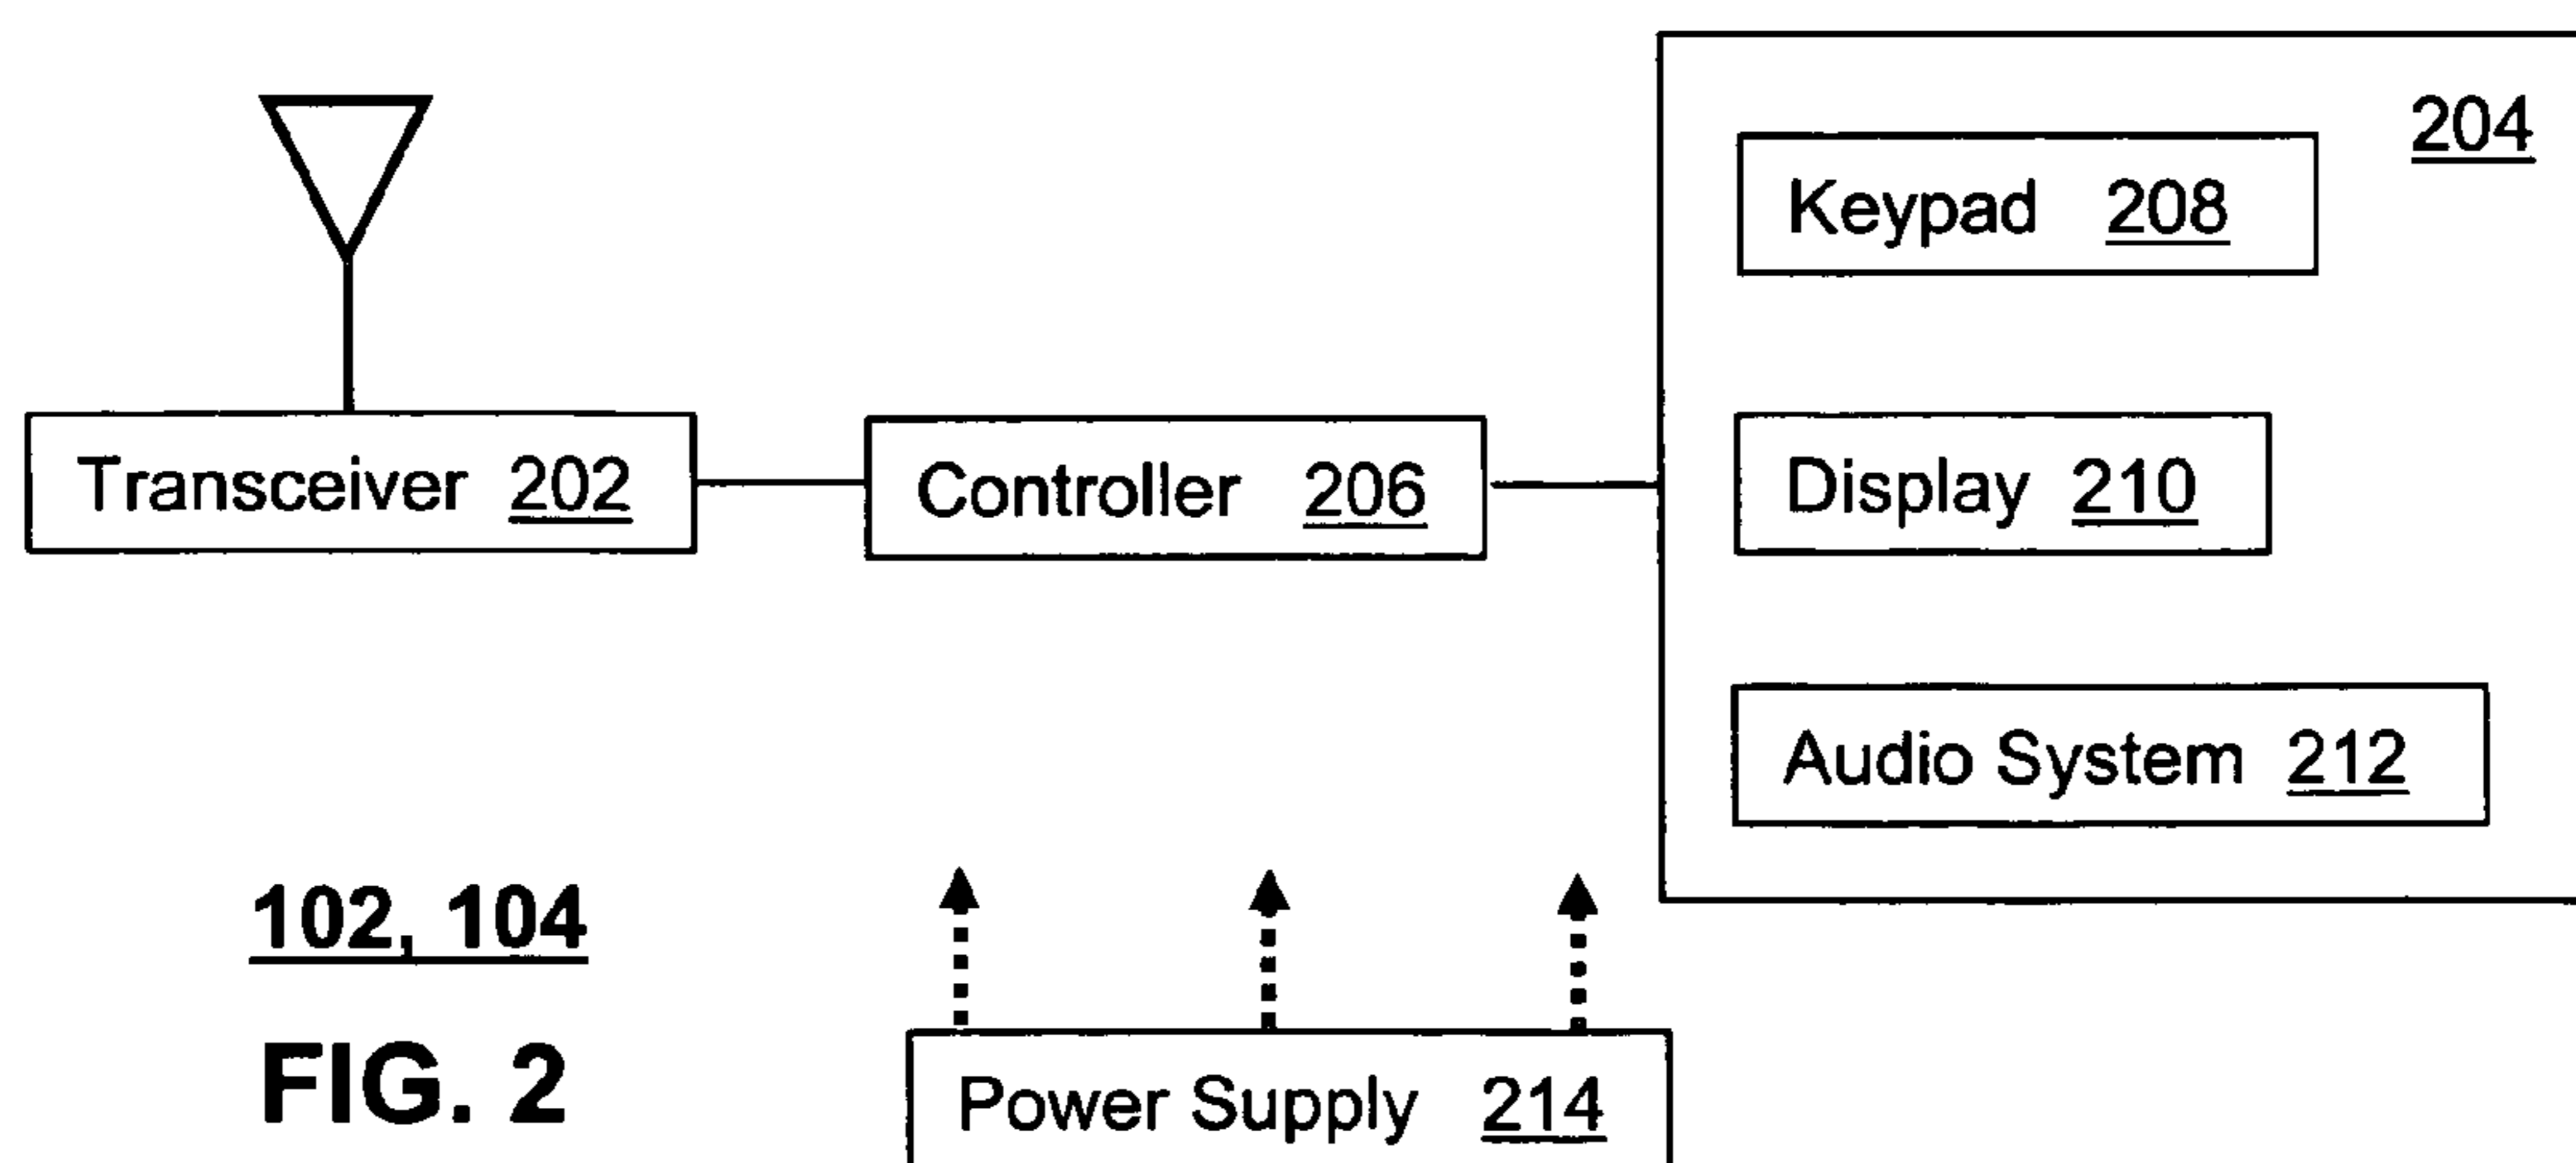 204
Keypad 208
Transceiver 202
Controller 206
Display 210
Audio System 212
102, 104
FIG. 2
Power Supply 214